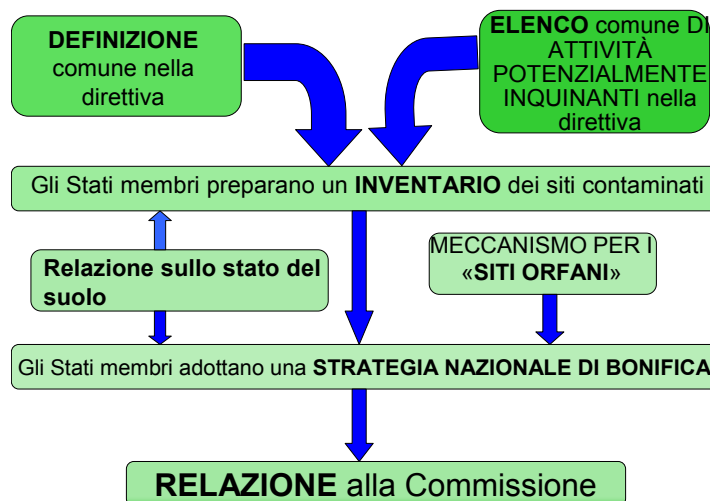 DEFINIZIONE
comune nella
direttiva
ELENCO comune DI
ATTIVITÀ
POTENZIALMENTE
INQUINANTI nella
direttiva
Gli Stati membri preparano un INVENTARIO dei siti contaminati
Relazione sullo stato del
suolo
MECCANISMO PER I
«SITI ORFANI»
Gli Stati membri adottano una STRATEGIA NAZIONALE DI BONIFICA
RELAZIONE alla Commissione